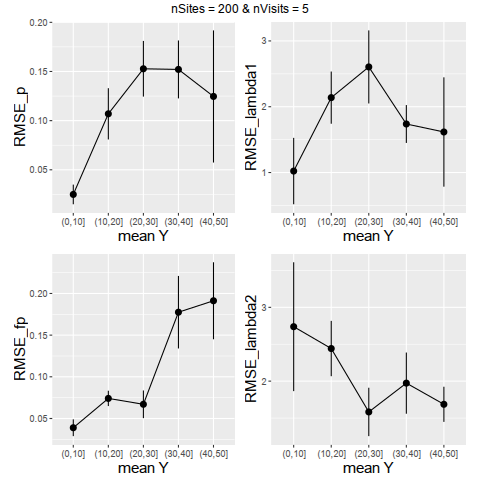 nSites = 200 & nVisits = 5
RMSE_p
0.20
0.15
0.10
0.05
(0,10] (10,20] (20,30] (30,40] (40,50]
mean Y
RMSE_lambda1
3
2
1
(0,10] (10,20] (20,30] (30,40] (40,50]
mean Y
RMSE_fp
0.20
0.15
0.10
0.05
(0,10] (10,20] (20,30] (30,40] (40,50]
mean Y
RMSE_lambda2
3
2
(0,10] (10,20] (20,30] (30,40] (40,50]
mean Y